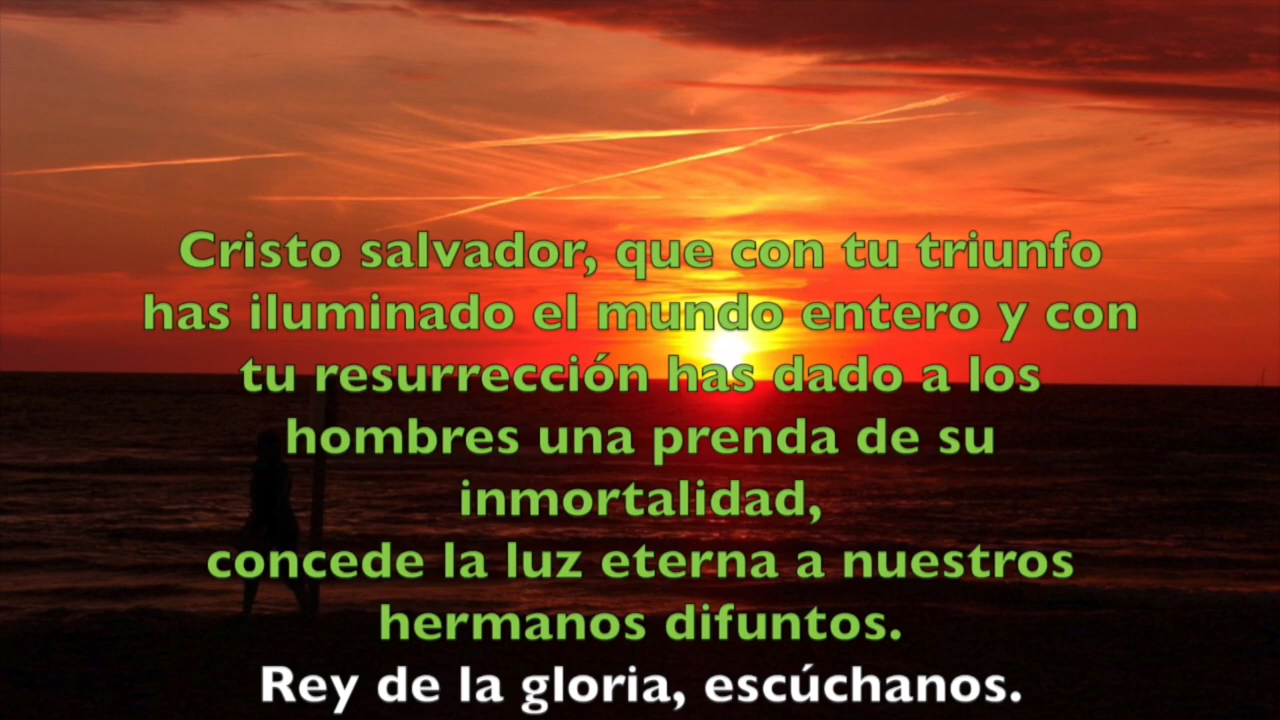 Cristo salvador, que con tu triunfo
has iluminado el mundo entero y con
tu resurrección has dado a los
hombres una prenda de su
inmortalidad,
concede la luz eterna a nuestros
hermanos difuntos.
Rey de la gloria, escúchanos.